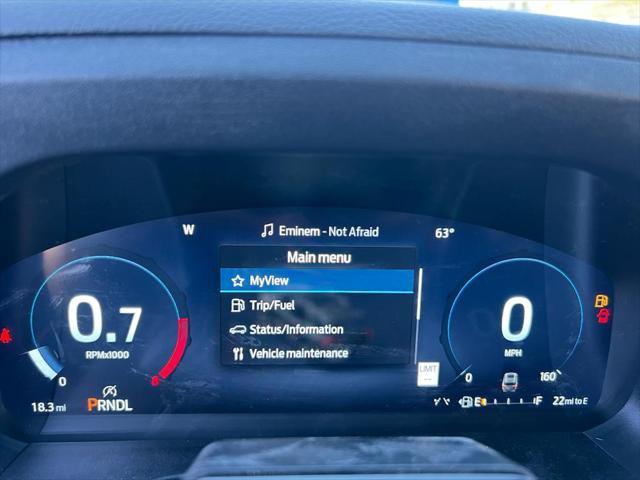 W
Eminem - Not Afraid
63°
Main menu
MyView
Trip/Fuel
Status/Information
Vehicle maintenance
0.7
RPMx1000
0
8
0
MPH
0
160
LIMIT
--
18.3 mi
PRNDL
E
F
22 mi to E